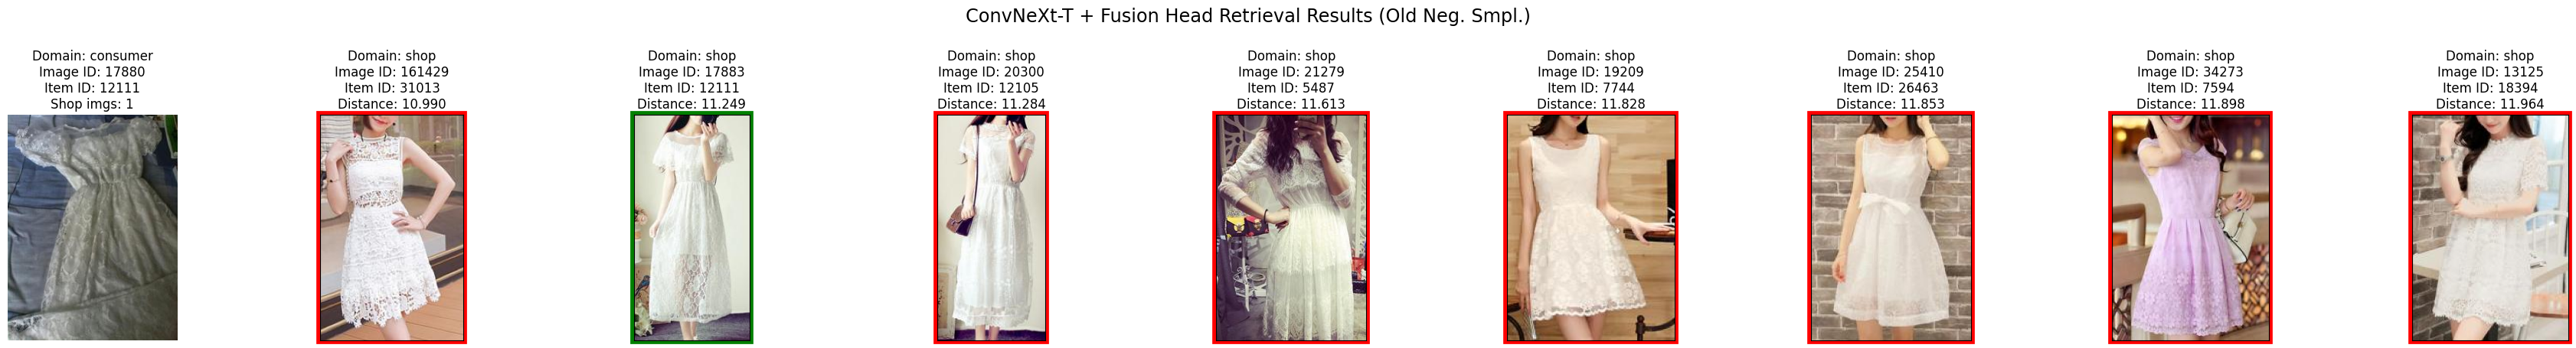 ConvNeXt-T + Fusion Head Retrieval Results (Old Neg. Smpl.)
Domain: consumer
Image ID: 17880
Item ID: 12111
Shop imgs: 1
Domain: shop
Image ID: 161429
Item ID: 31013
Distance: 10.990
Domain: shop
Image ID: 17883
Item ID: 12111
Distance: 11.249
Domain: shop
Image ID: 20300
Item ID: 12105
Distance: 11.284
Domain: shop
Image ID: 21279
Item ID: 5487
Distance: 11.613
Domain: shop
Image ID: 19209
Item ID: 7744
Distance: 11.828
Domain: shop
Image ID: 25410
Item ID: 26463
Distance: 11.853
Domain: shop
Image ID: 34273
Item ID: 7594
Distance: 11.898
Domain: shop
Image ID: 13125
Item ID: 18394
Distance: 11.964